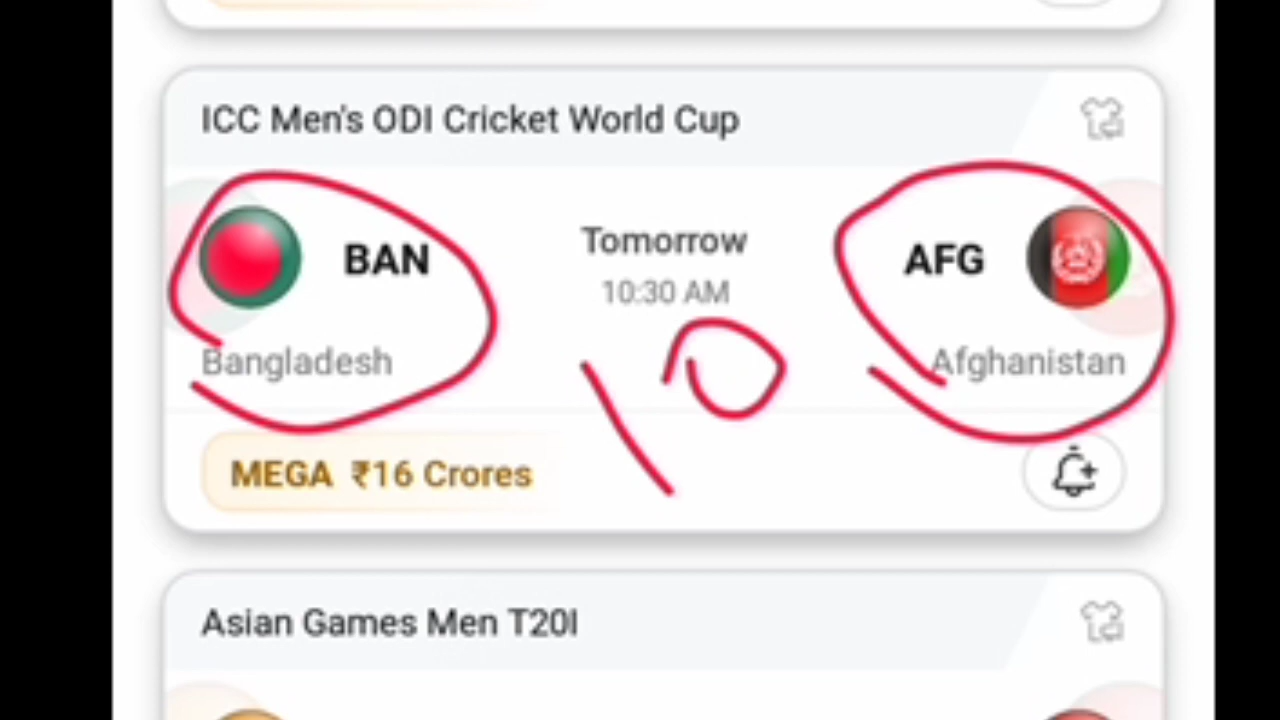 ICC Men's ODI Cricket World Cup
BAN Tomorrow AFG
10:30 AM
Bangladesh Afghanistan
10
MEGA ₹16 Crores
Asian Games Men T20I